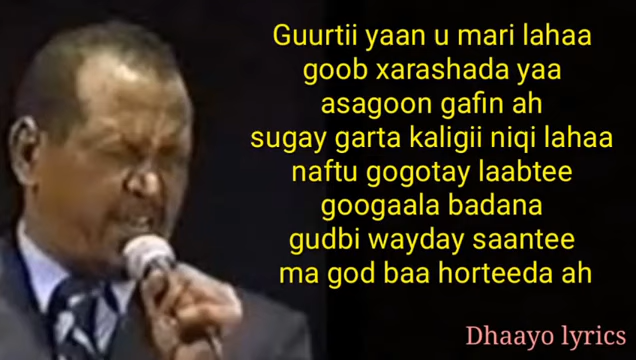 Guurtii yaan u mari lahaa
goob xarashada yaa
asagoon gafin ah
sugay garta kaligii niqi lahaa
naftu gogotay laabtee
googaala badana
gudbi wayday saantee
ma god baa horteeda ah
Dhaayo lyrics